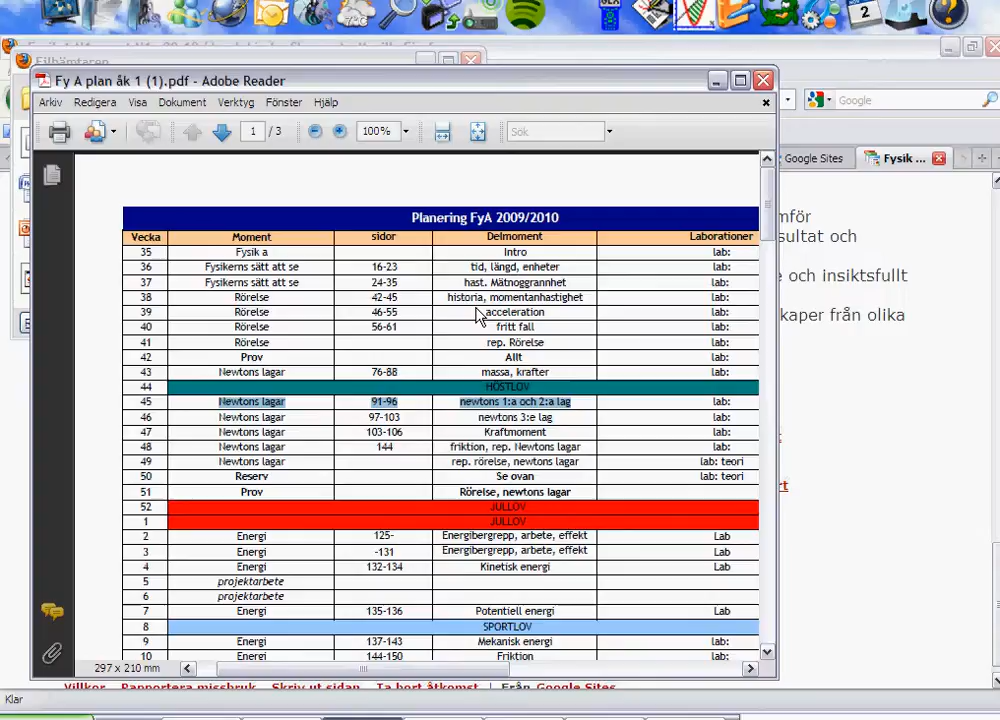 7°C
2
Filhämtaren
Fy A plan åk 1 (1).pdf - Adobe Reader
Arkiv Redigera Visa Dokument Verktyg Fönster Hjälp
1 / 3 100% Sök
Google
Google Sites Fysik ...
Planering FyA 2009/2010
Vecka Moment sidor Delmoment Laborationer
35 Fysik a Intro lab:
36 Fysikerns sätt att se 16-23 tid, längd, enheter lab:
37 Fysikerns sätt att se 24-35 hast. Mätnoggrannhet lab:
38 Rörelse 42-45 historia, momentanhastighet lab:
39 Rörelse 46-55 acceleration lab:
40 Rörelse 56-61 fritt fall lab:
41 Rörelse rep. Rörelse lab:
42 Prov Allt lab:
43 Newtons lagar 76-88 massa, krafter lab:
44 HÖSTLOV
45 Newtons lagar 91-96 newtons 1:a och 2:a lag lab:
46 Newtons lagar 97-103 newtons 3:e lag lab:
47 Newtons lagar 103-106 Kraftmoment lab:
48 Newtons lagar 144 friktion, rep. Newtons lagar lab:
49 Newtons lagar rep. rörelse, newtons lagar lab: teori
50 Reserv Se ovan lab: teori
51 Prov Rörelse, newtons lagar
52 JULLOV
1 JULLOV
2 Energi 125- Energibergrepp, arbete, effekt Lab
3 Energi -131 Energibergrepp, arbete, effekt Lab
4 Energi 132-134 Kinetisk energi Lab
5 projektarbete
6 projektarbete
7 Energi 135-136 Potentiell energi Lab
8 SPORTLOV
9 Energi 137-143 Mekanisk energi lab:
10 Energi 144-150 Friktion lab:
297 x 210 mm
mför
sultat och
e och insiktsfullt
kaper från olika
Villkor Rapportera missbruk Skriv ut sidan Ta bort åtkomst | Från Google Sites
Klar